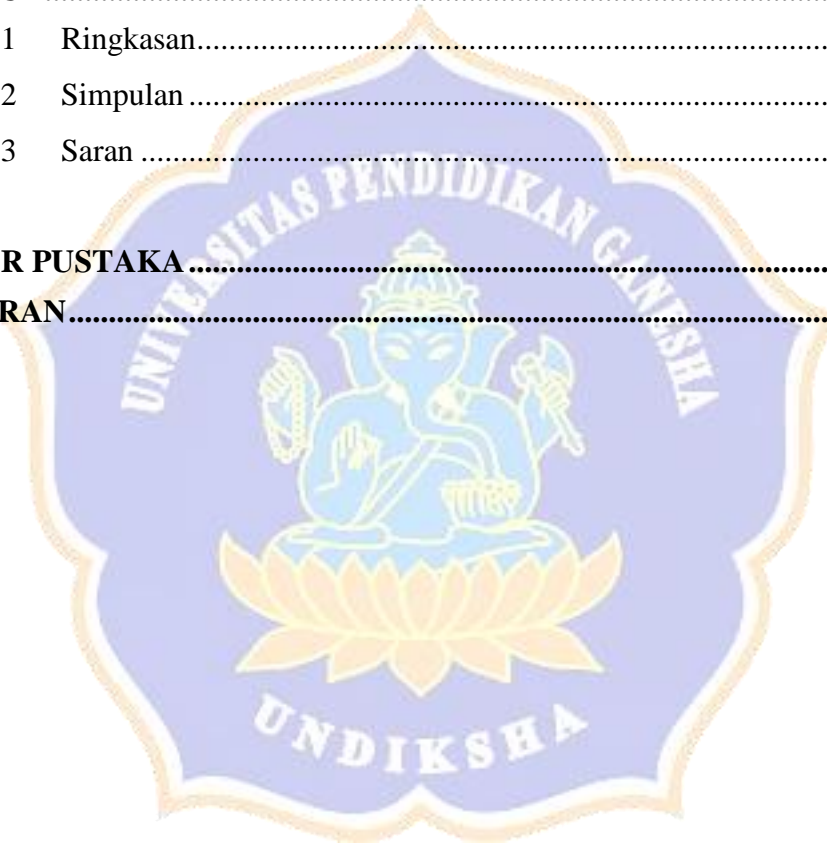 1 Ringkasan
2 Simpulan
3 Saran
R PUSTAKA
RAN
UNIVERSITAS PENDIDIKAN GANESHA
UNDIKSHA